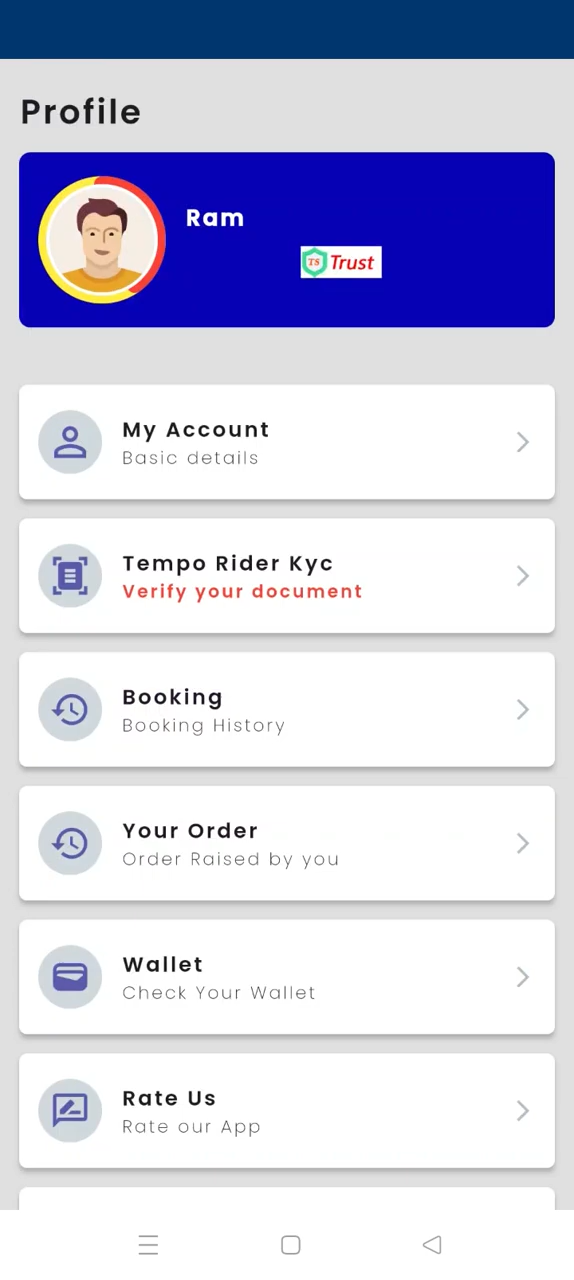 Profile
Ram
TS Trust
My Account
Basic details
Tempo Rider Kyc
Verify your document
Booking
Booking History
Your Order
Order Raised by you
Wallet
Check Your Wallet
Rate Us
Rate our App